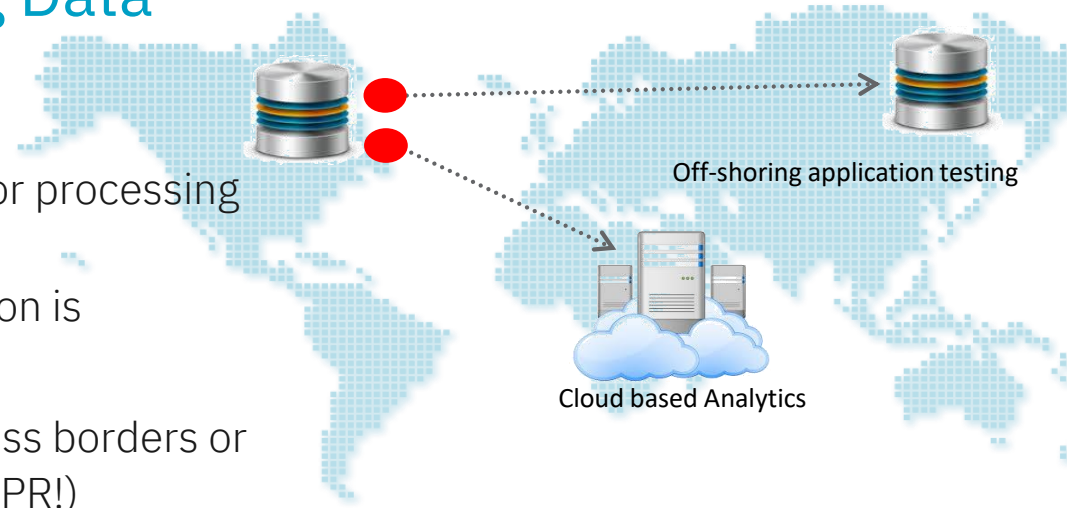 g Data
or processing
on is
ss borders or
PR!)
Off-shoring application testing
Cloud based Analytics